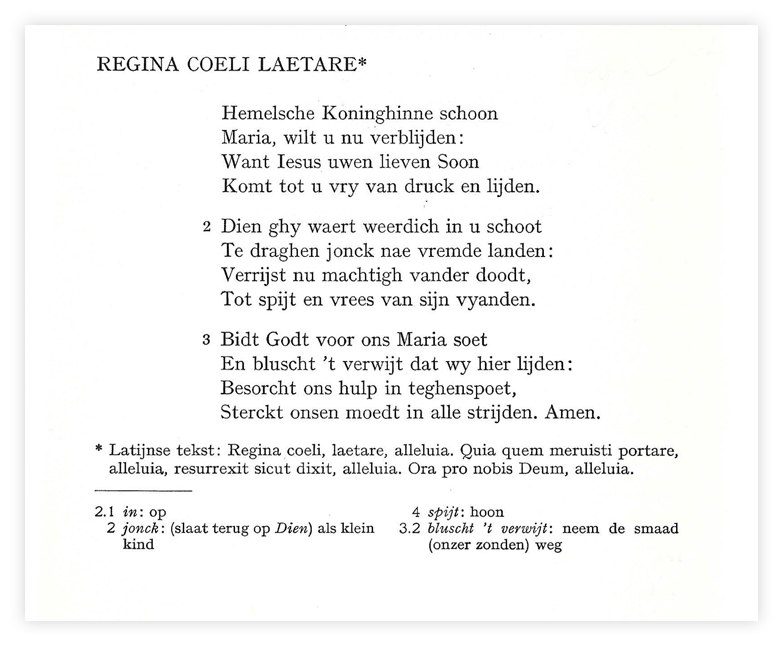 REGINA COELI LAETARE*
Hemelsche Koninghinne schoon
Maria, wilt u nu verblijden:
Want Iesus uwen lieven Soon
Komt tot u vry van druck en lijden.
2 Dien ghy waert weerdich in u schoot
Te draghen jonck nae vremde landen:
Verrijst nu machtigh vander doodt,
Tot spijt en vrees van sijn vyanden.
3 Bidt Godt voor ons Maria soet
En bluscht 't verwijt dat wy hier lijden:
Besorcht ons hulp in teghenspoet,
Sterckt onsen moedt in alle strijden. Amen.
* Latijnse tekst: Regina coeli, laetare, alleluia. Quia quem meruisti portare,
alleluia, resurrexit sicut dixit, alleluia. Ora pro nobis Deum, alleluia.
2.1 in: op
2 jonck: (slaat terug op Dien) als klein
kind
4 spijt: hoon
3.2 bluscht 't verwijt: neem de smaad
(onzer zonden) weg